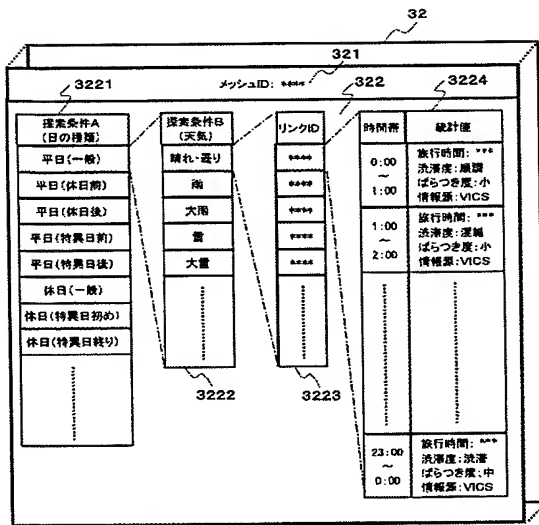 32
321
メッシュID: ****
3221
322
3224
探索条件A
(日の種類)
平日(一般)
平日(休日前)
平日(休日後)
平日(特異日前)
平日(特異日後)
休日(一般)
休日(特異日初め)
休日(特異日終り)
探索条件B
(天気)
晴れ・曇り
雨
大雨
雪
大雪
3222
リンクID
****
****
****
****
****
3223
時間帯
統計値
0:00
~
1:00
旅行時間: ***
渋滞度:順調
ばらつき度:小
情報源:VICS
1:00
~
2:00
旅行時間: ***
渋滞度:混雑
ばらつき度:小
情報源:VICS
23:00
~
0:00
旅行時間: ***
渋滞度:渋滞
ばらつき度:中
情報源:VICS